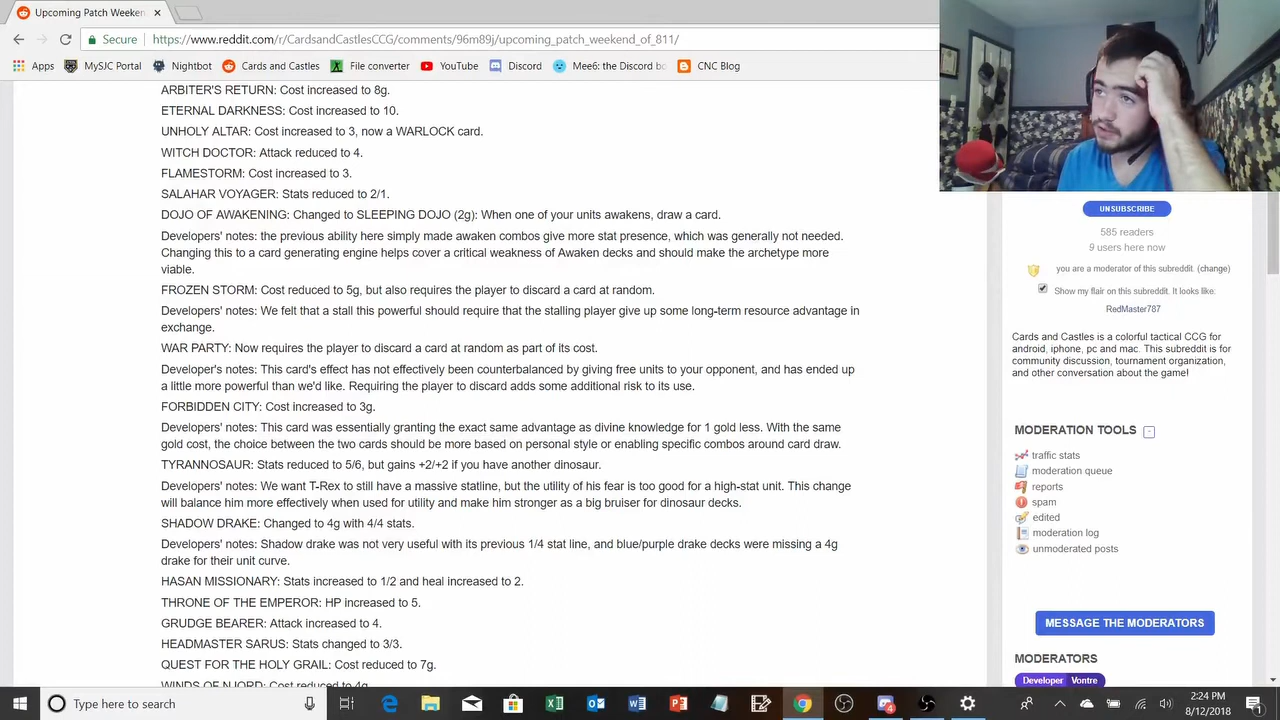 Upcoming Patch Weeken
Secure https://www.reddit.com/r/CardsandCastlesCCG/comments/96m89j/upcoming_patch_weekend_of_811/
Apps MySJC Portal Nightbot Cards and Castles File converter YouTube Discord Mee6: the Discord bo CNC Blog
ARBITER'S RETURN: Cost increased to 8g.
ETERNAL DARKNESS: Cost increased to 10.
UNHOLY ALTAR: Cost increased to 3, now a WARLOCK card.
WITCH DOCTOR: Attack reduced to 4.
FLAMESTORM: Cost increased to 3.
SALAHAR VOYAGER: Stats reduced to 2/1.
DOJO OF AWAKENING: Changed to SLEEPING DOJO (2g): When one of your units awakens, draw a card.
Developers' notes: the previous ability here simply made awaken combos give more stat presence, which was generally not needed.
Changing this to a card generating engine helps cover a critical weakness of Awaken decks and should make the archetype more
viable.
FROZEN STORM: Cost reduced to 5g, but also requires the player to discard a card at random.
Developers' notes: We felt that a stall this powerful should require that the stalling player give up some long-term resource advantage in
exchange.
WAR PARTY: Now requires the player to discard a card at random as part of its cost.
Developer's notes: This card's effect has not effectively been counterbalanced by giving free units to your opponent, and has ended up
a little more powerful than we'd like. Requiring the player to discard adds some additional risk to its use.
FORBIDDEN CITY: Cost increased to 3g.
Developers' notes: This card was essentially granting the exact same advantage as divine knowledge for 1 gold less. With the same
gold cost, the choice between the two cards should be more based on personal style or enabling specific combos around card draw.
TYRANNOSAUR: Stats reduced to 5/6, but gains +2/+2 if you have another dinosaur.
Developers' notes: We want T-Rex to still have a massive statline, but the utility of his fear is too good for a high-stat unit. This change
will balance him more effectively when used for utility and make him stronger as a big bruiser for dinosaur decks.
SHADOW DRAKE: Changed to 4g with 4/4 stats.
Developers' notes: Shadow drake was not very useful with its previous 1/4 stat line, and blue/purple drake decks were missing a 4g
drake for their unit curve.
HASAN MISSIONARY: Stats increased to 1/2 and heal increased to 2.
THRONE OF THE EMPEROR: HP increased to 5.
GRUDGE BEARER: Attack increased to 4.
HEADMASTER SARUS: Stats changed to 3/3.
QUEST FOR THE HOLY GRAIL: Cost reduced to 7g.
WINDS OF NJORD: Cost reduced to 4g.
UNSUBSCRIBE
585 readers
9 users here now
you are a moderator of this subreddit. (change)
Show my flair on this subreddit. It looks like:
RedMaster787
Cards and Castles is a colorful tactical CCG for
android, iphone, pc and mac. This subreddit is for
community discussion, tournament organization,
and other conversation about the game!
MODERATION TOOLS
traffic stats
moderation queue
reports
spam
edited
moderation log
unmoderated posts
MESSAGE THE MODERATORS
MODERATORS
Developer Vontre
Type here to search
2:24 PM
8/12/2018